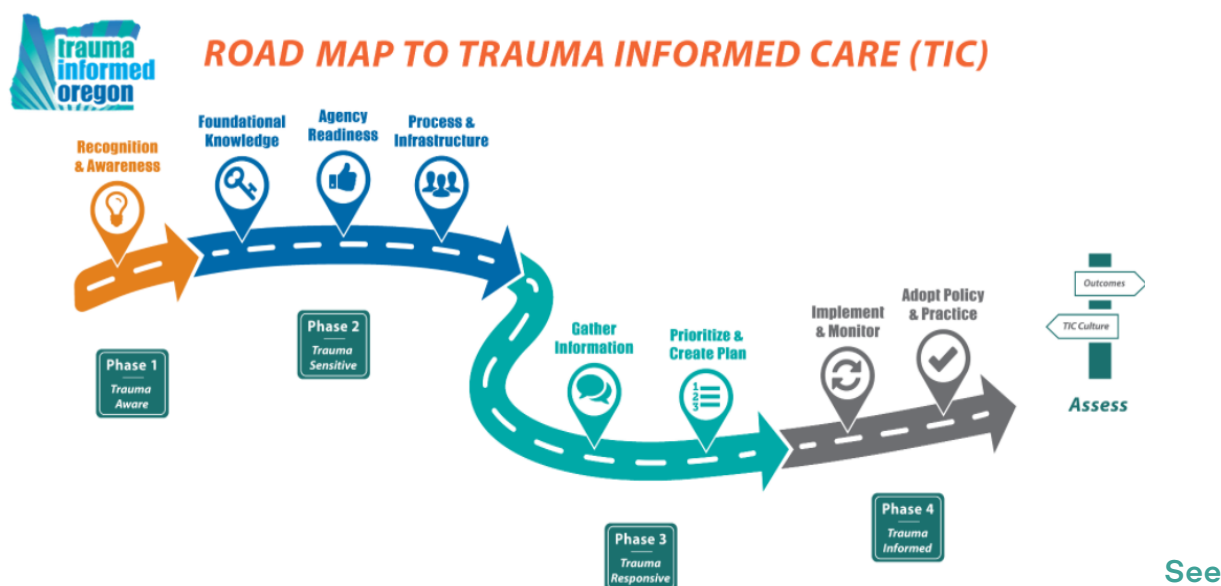 trauma
informed
oregon
ROAD MAP TO TRAUMA INFORMED CARE (TIC)
Recognition
& Awareness
Foundational
Knowledge
Agency
Readiness
Process &
Infrastructure
Phase 1
Trauma
Aware
Phase 2
Trauma
Sensitive
Gather
Information
Prioritize &
Create Plan
1
2
3
Implement
& Monitor
Adopt Policy
& Practice
Outcomes
TIC Culture
Assess
Phase 3
Trauma
Responsive
Phase 4
Trauma
Informed
See